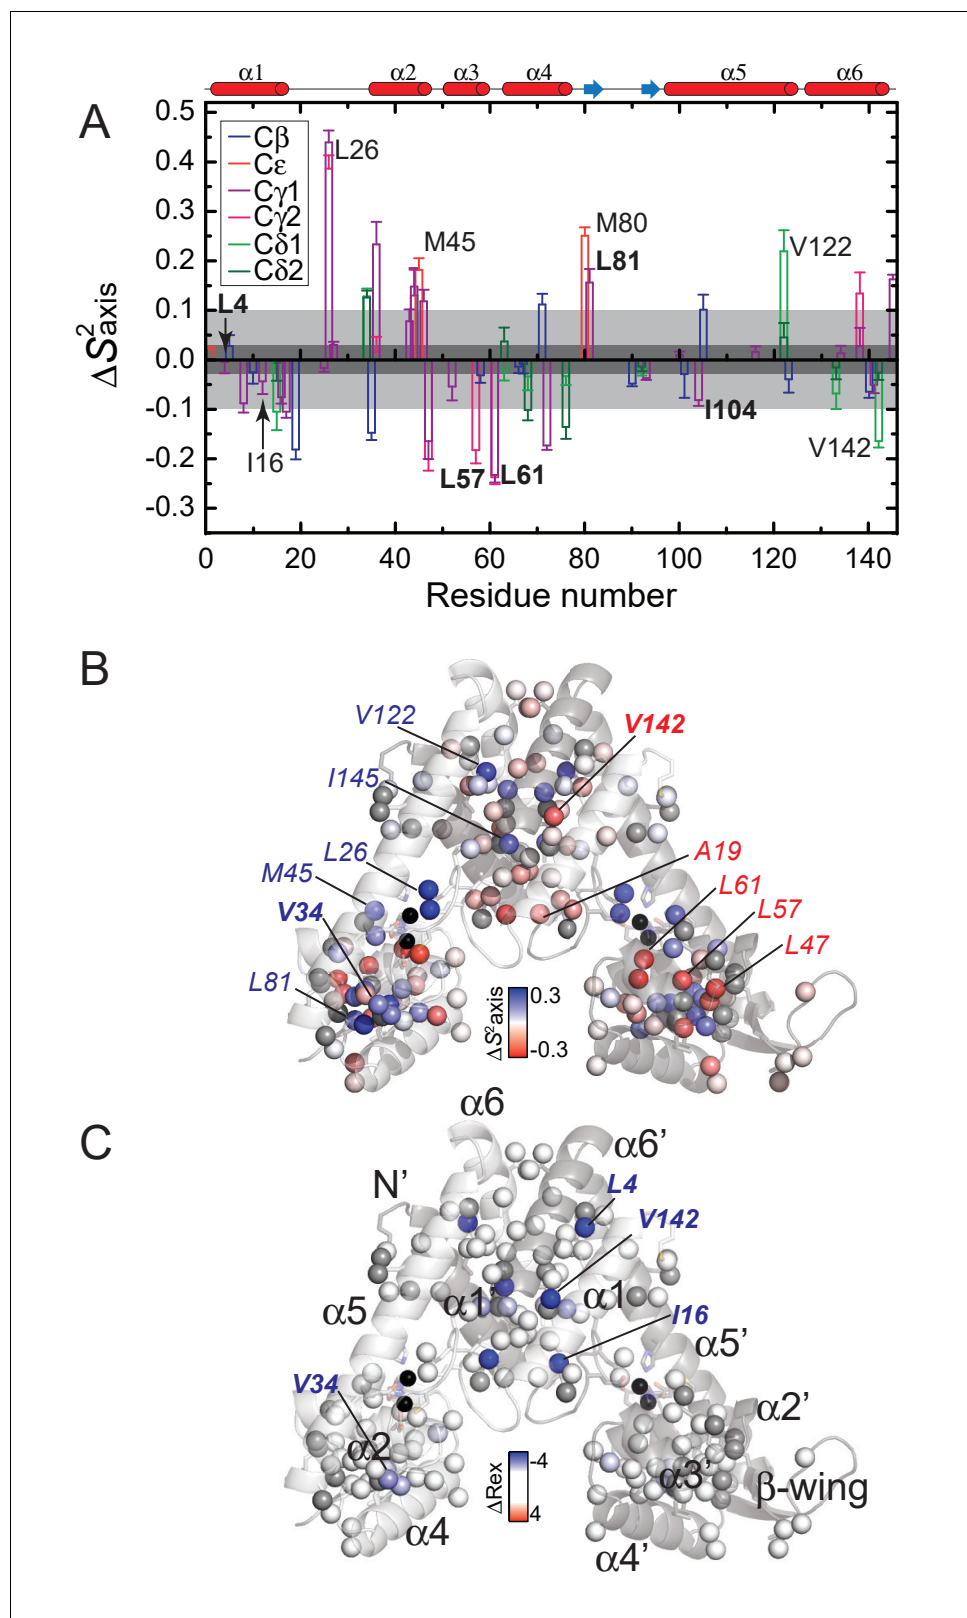 α1 α2 α3 α4 α5 α6
A
0.5
0.4
0.3
0.2
0.1
0.0
-0.1
-0.2
-0.3
ΔS²axis
Cβ
Cε
Cγ1
Cγ2
Cδ1
Cδ2
L26
M45
M80
L81
V122
L4
I16
L57
L61
I104
V142
0 20 40 60 80 100 120 140
Residue number
B
V122
V142
I145
L26
M45
V34
L81
A19
L61
L57
L47
ΔS²axis
0.3
-0.3
C
α6
α6’
N’
L4
V142
α1’
α1
α5
I16
α5’
V34
α2
α2’
α3’
β-wing
ΔRex
-4
4
α4
α4’